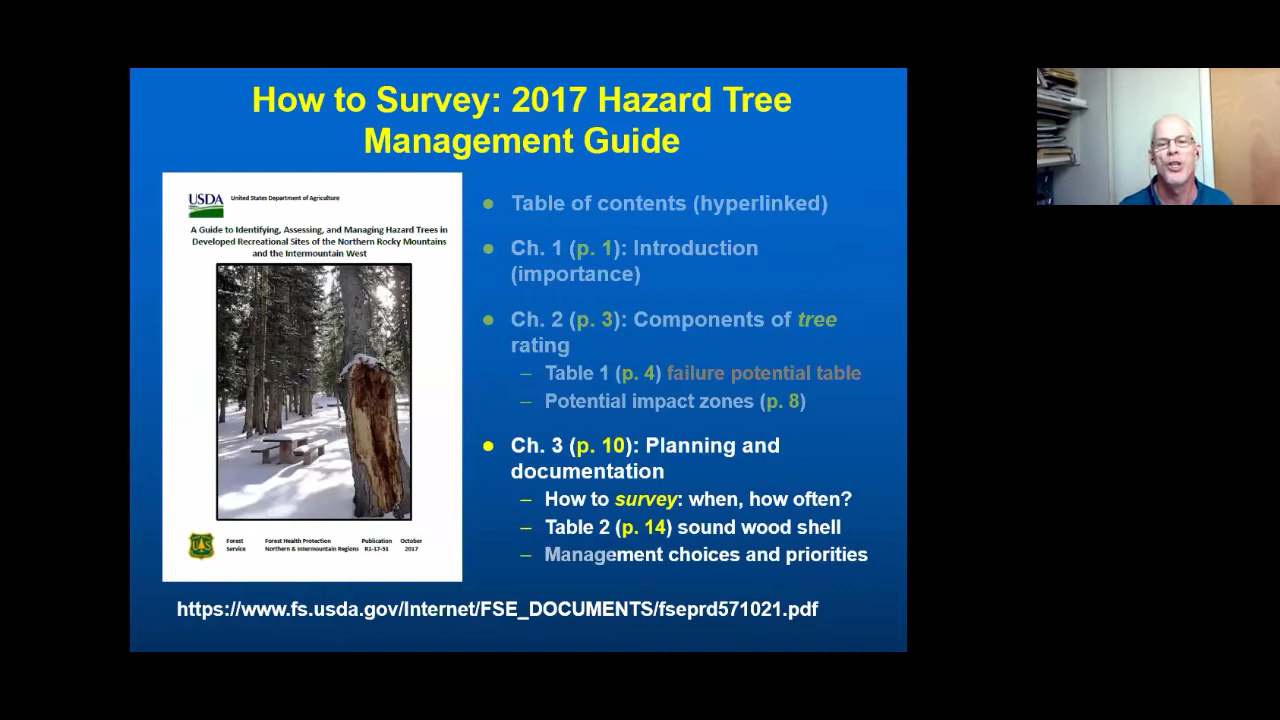 How to Survey: 2017 Hazard Tree
Management Guide
USDA
United States Department of Agriculture
A Guide to Identifying, Assessing, and Managing Hazard Trees in
Developed Recreational Sites of the Northern Rocky Mountains
and the Intermountain West
Forest Forest Health Protection Publication October
Service Northern & Intermountain Regions R1-17-31 2017
● Table of contents (hyperlinked)
● Ch. 1 (p. 1): Introduction
(importance)
● Ch. 2 (p. 3): Components of tree
rating
– Table 1 (p. 4) failure potential table
– Potential impact zones (p. 8)
● Ch. 3 (p. 10): Planning and
documentation
– How to survey: when, how often?
– Table 2 (p. 14) sound wood shell
– Management choices and priorities
https://www.fs.usda.gov/Internet/FSE_DOCUMENTS/fseprd571021.pdf